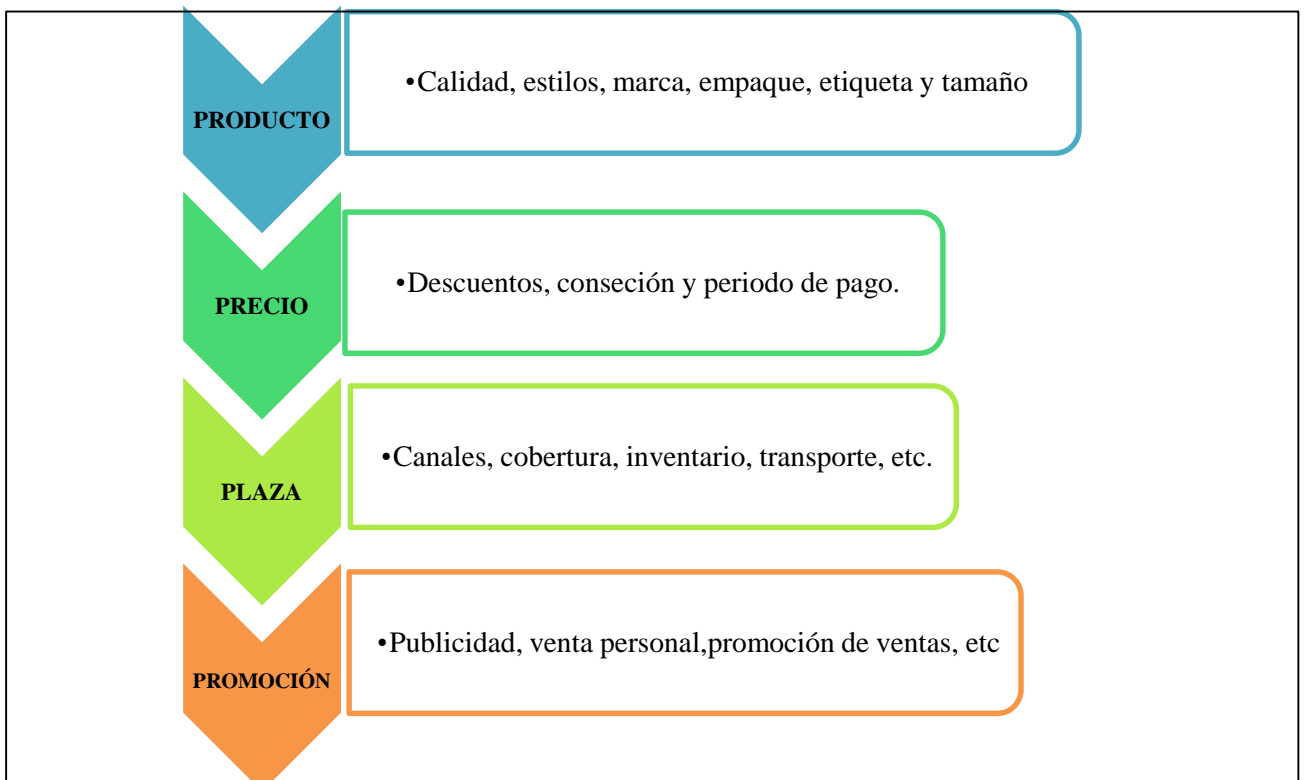 PRODUCTO
•Calidad, estilos, marca, empaque, etiqueta y tamaño
PRECIO
•Descuentos, conseción y periodo de pago.
PLAZA
•Canales, cobertura, inventario, transporte, etc.
PROMOCIÓN
•Publicidad, venta personal,promoción de ventas, etc